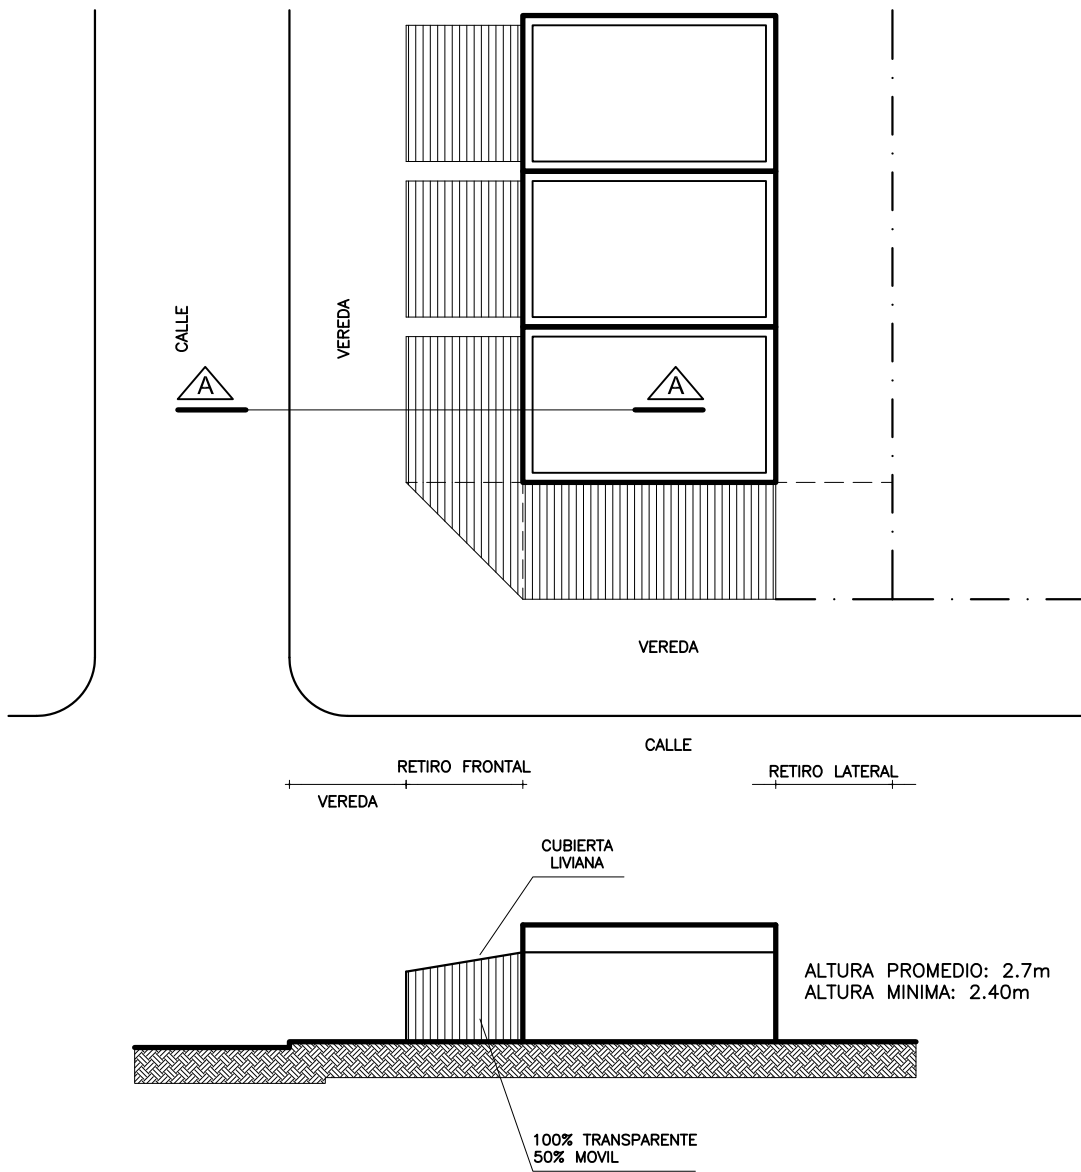 CALLE
VEREDA
A
A
VEREDA
CALLE
RETIRO FRONTAL
RETIRO LATERAL
VEREDA
CUBIERTA
LIVIANA
ALTURA PROMEDIO: 2.7m
ALTURA MINIMA: 2.40m
100% TRANSPARENTE
50% MOVIL